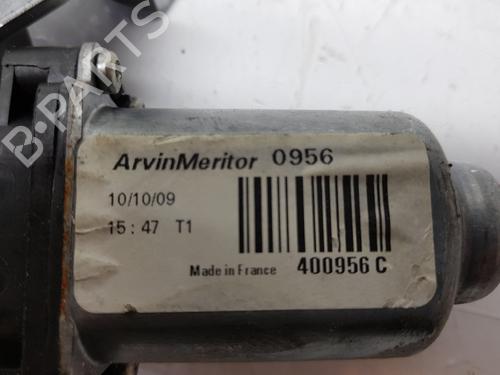 B-PARTS
ArvinMeritor 0956
10/10/09
15:47 T1
Made in France 400956 C